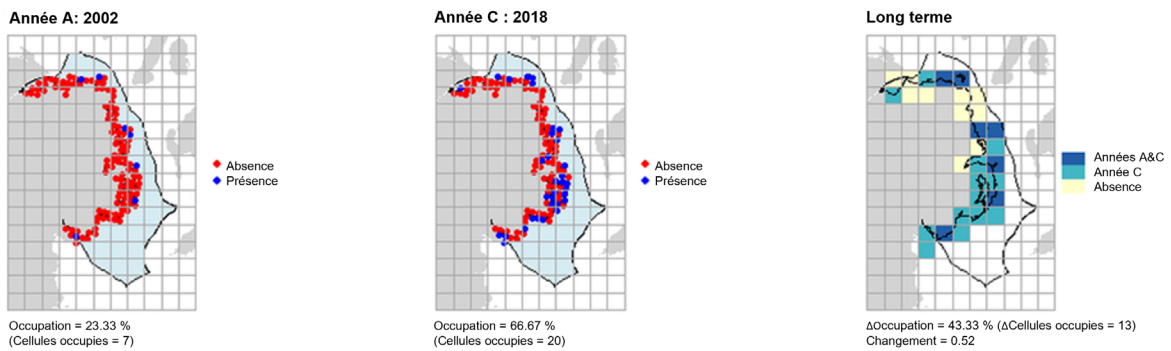 Année A: 2002
Absence
Présence
Occupation = 23.33 %
(Cellules occupies = 7)
Année C : 2018
Absence
Présence
Occupation = 66.67 %
(Cellules occupies = 20)
Long terme
Années A&C
Année C
Absence
ΔOccupation = 43.33 % (ΔCellules occupies = 13)
Changement = 0.52